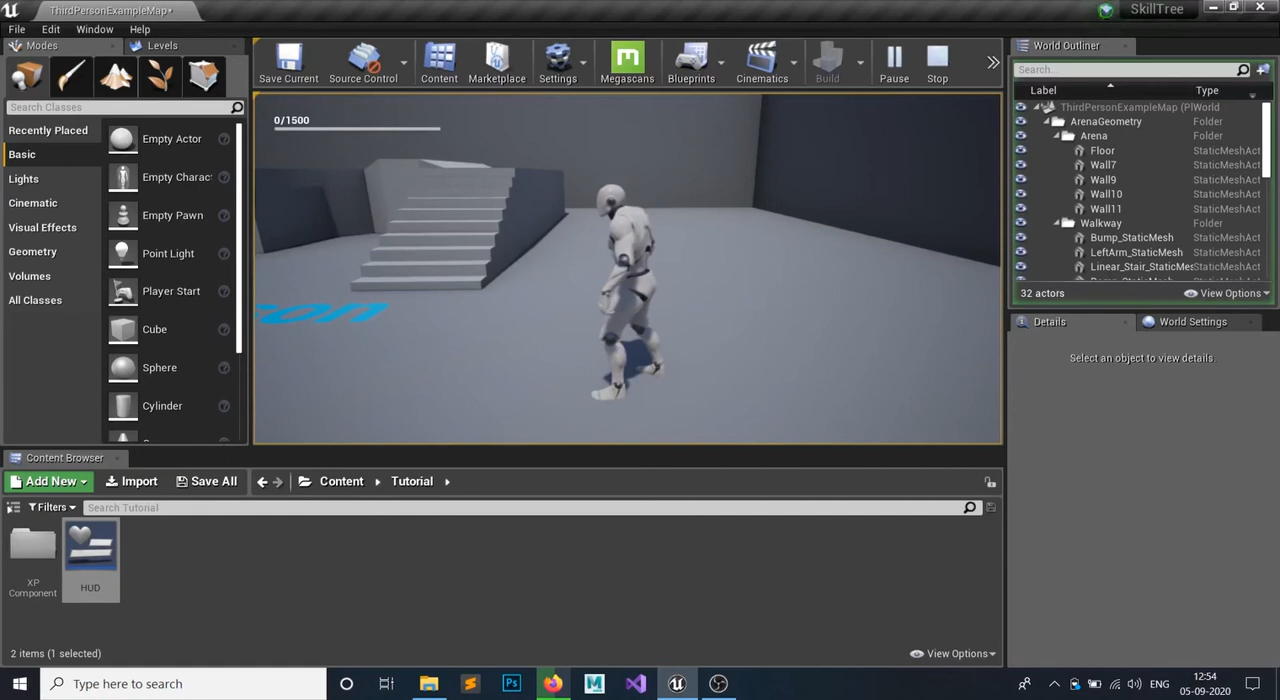 ThirdPersonExampleMap*
SkillTree
File Edit Window Help
Modes
Levels
World Outliner
Save Current
Source Control
Content
Marketplace
Settings
Megascans
Blueprints
Cinematics
Build
Pause
Stop
Search...
Label
Type
Search Classes
Recently Placed
Basic
Lights
Cinematic
Visual Effects
Geometry
Volumes
All Classes
Empty Actor
Empty Charac
Empty Pawn
Point Light
Player Start
Cube
Sphere
Cylinder
0/1500
ThirdPersonExampleMap (Pl World
ArenaGeometry Folder
Arena Folder
Floor StaticMeshAct
Wall7 StaticMeshAct
Wall9 StaticMeshAct
Wall10 StaticMeshAct
Wall11 StaticMeshAct
Walkway Folder
Bump_StaticMesh StaticMeshAct
LeftArm_StaticMesh StaticMeshAct
Linear_Stair_StaticMes StaticMeshAct
32 actors
View Options
Details
World Settings
Select an object to view details.
Content Browser
Add New
Import
Save All
Content
Tutorial
Filters
Search Tutorial
XP
Component
HUD
2 items (1 selected)
View Options
Type here to search
Ps
M
ENG
12:54
05-09-2020